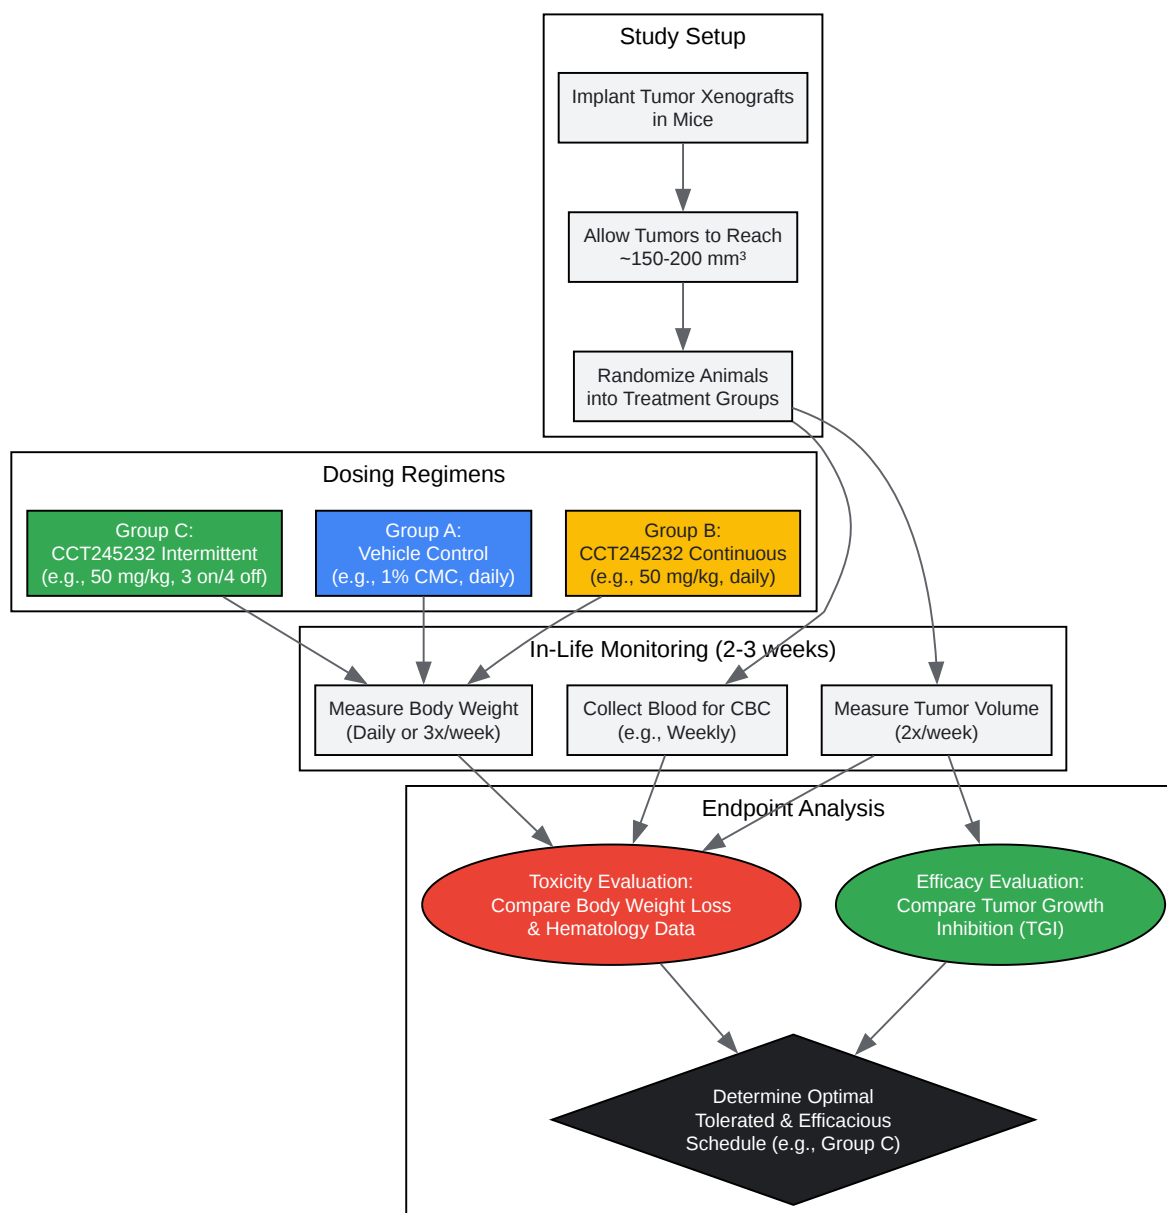 Study Setup
Implant Tumor Xenografts
in Mice
Allow Tumors to Reach
~150-200 mm³
Randomize Animals
into Treatment Groups
Dosing Regimens
Group C:
CCT245232 Intermittent
(e.g., 50 mg/kg, 3 on/4 off)
Group A:
Vehicle Control
(e.g., 1% CMC, daily)
Group B:
CCT245232 Continuous
(e.g., 50 mg/kg, daily)
In-Life Monitoring (2-3 weeks)
Measure Body Weight
(Daily or 3x/week)
Collect Blood for CBC
(e.g., Weekly)
Measure Tumor Volume
(2x/week)
Endpoint Analysis
Toxicity Evaluation:
Compare Body Weight Loss
& Hematology Data
Efficacy Evaluation:
Compare Tumor Growth
Inhibition (TGI)
Determine Optimal
Tolerated & Efficacious
Schedule (e.g., Group C)